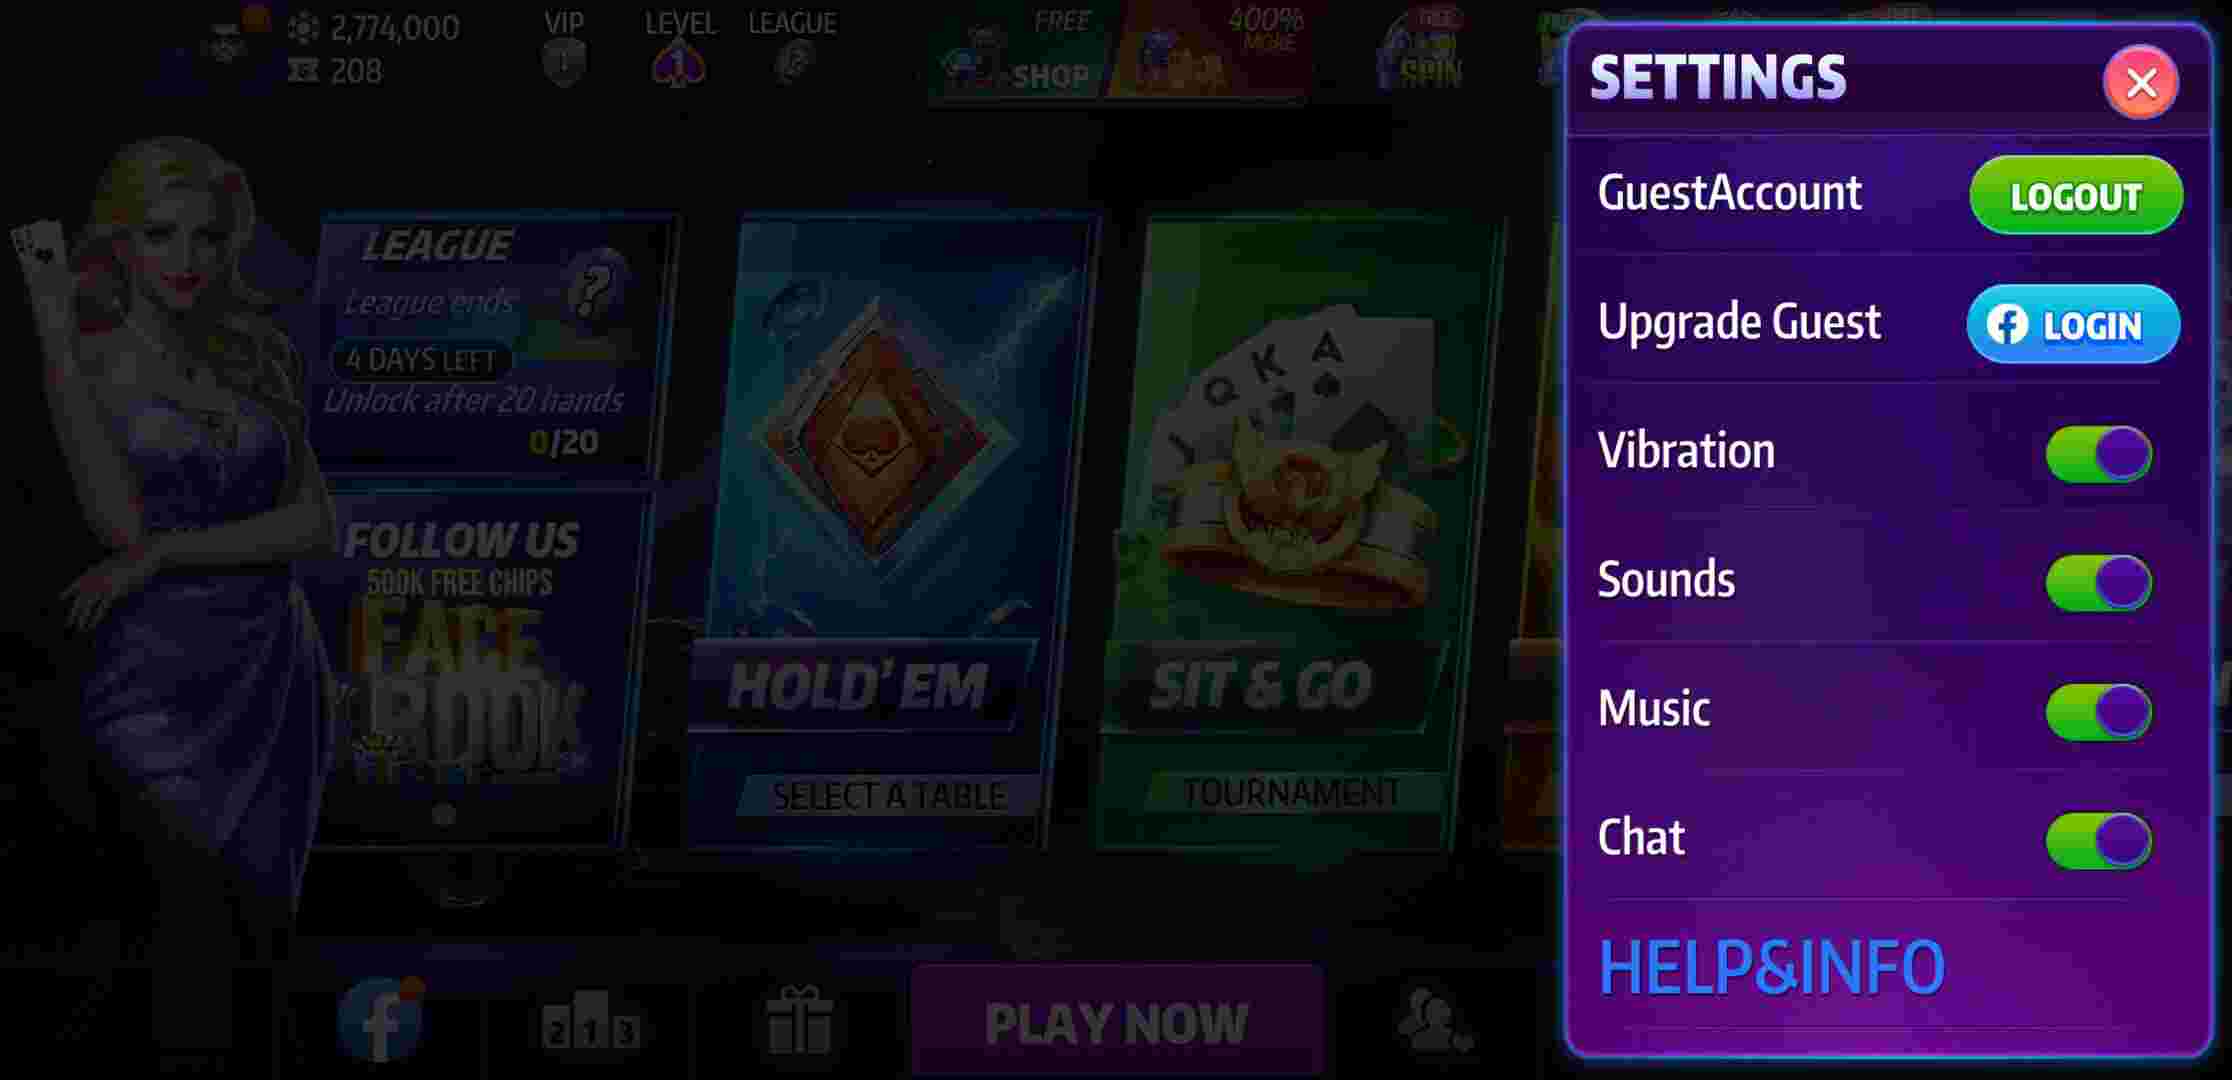 2,774,000
208
VIP
LEVEL
1
LEAGUE
FREE
SHOP
400%
MORE
FREE
SPIN
SETTINGS
GuestAccount
LOGOUT
Upgrade Guest
LOGIN
Vibration
Sounds
Music
Chat
HELP&INFO
LEAGUE
League ends
4 DAYS LEFT
Unlock after 20 hands
0/20
?
FOLLOW US
500K FREE CHIPS
FACE
BOOK
HOLD'EM
SELECT A TABLE
J Q K A
SIT & GO
TOURNAMENT
2 1 3
PLAY NOW